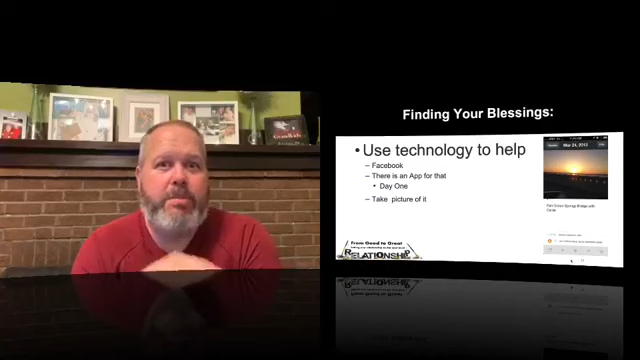 Finding Your Blessings:
• Use technology to help
– Facebook
– There is an App for that
• Day One
– Take picture of it
Mar 24, 2013
From Good to Great
RELATIONSHIP